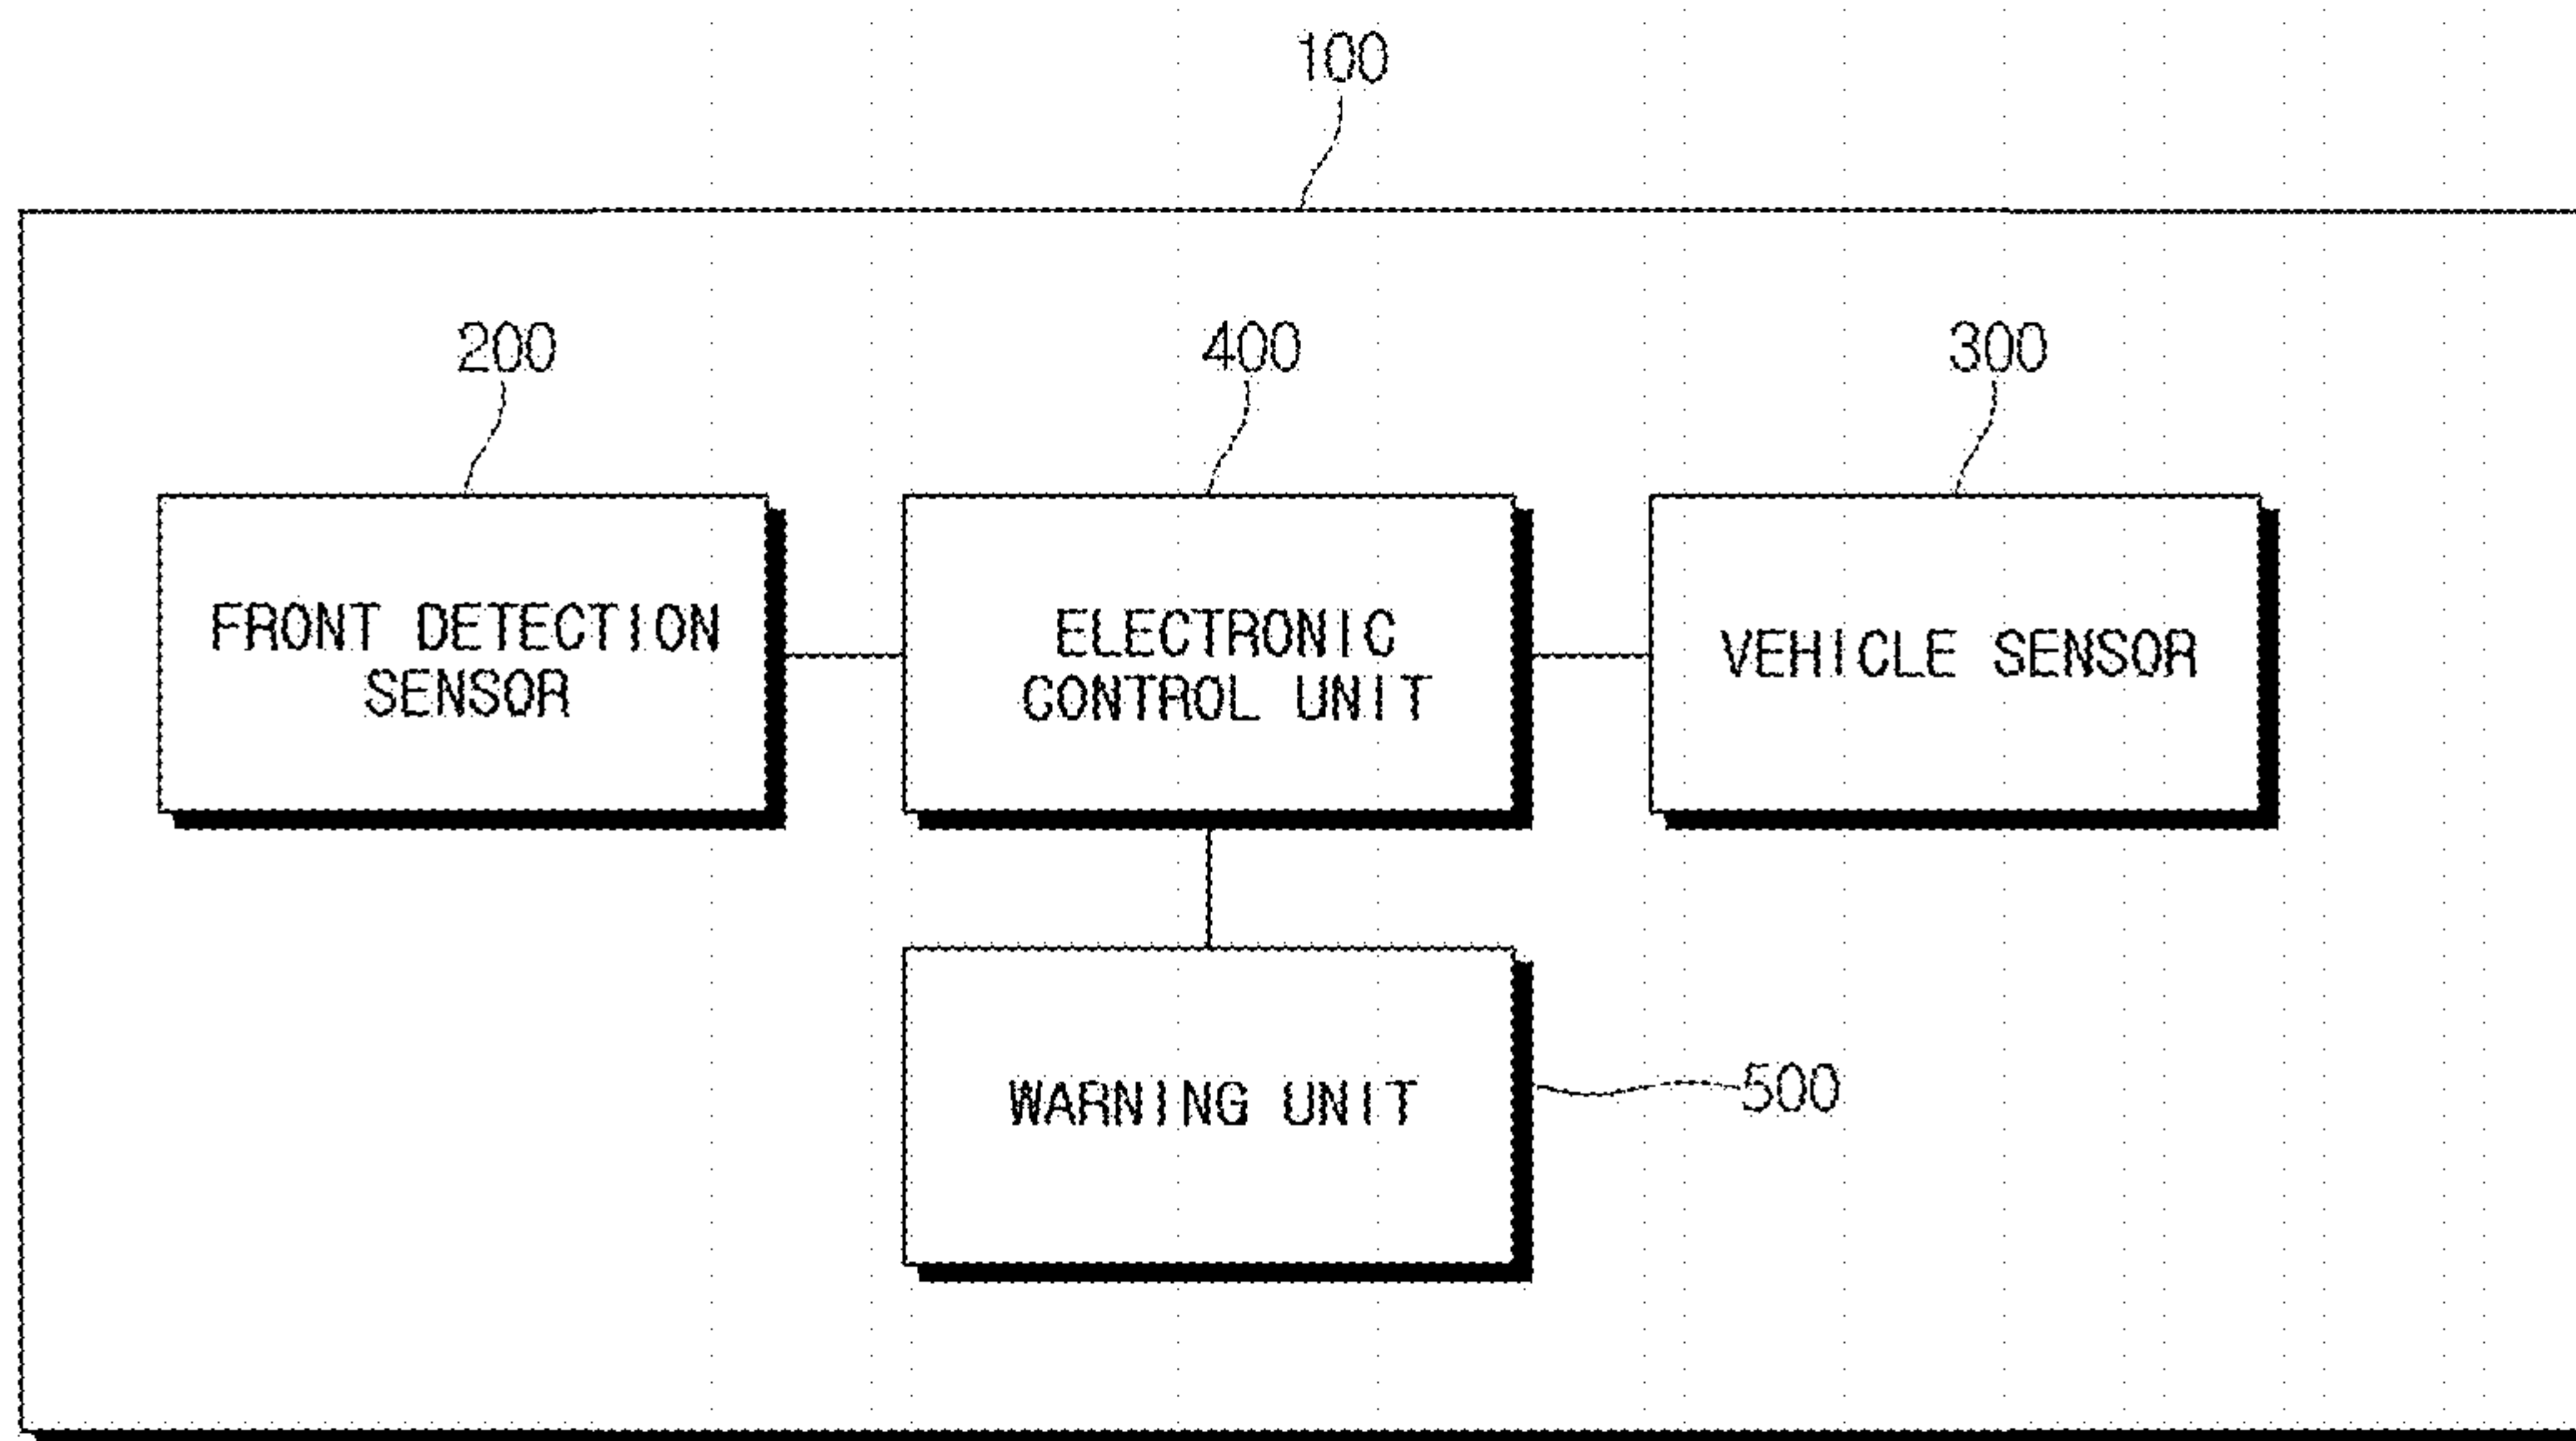 100
200
400
300
FRONT DETECTION
SENSOR
ELECTRONIC
CONTROL UNIT
VEHICLE SENSOR
WARNING UNIT
500